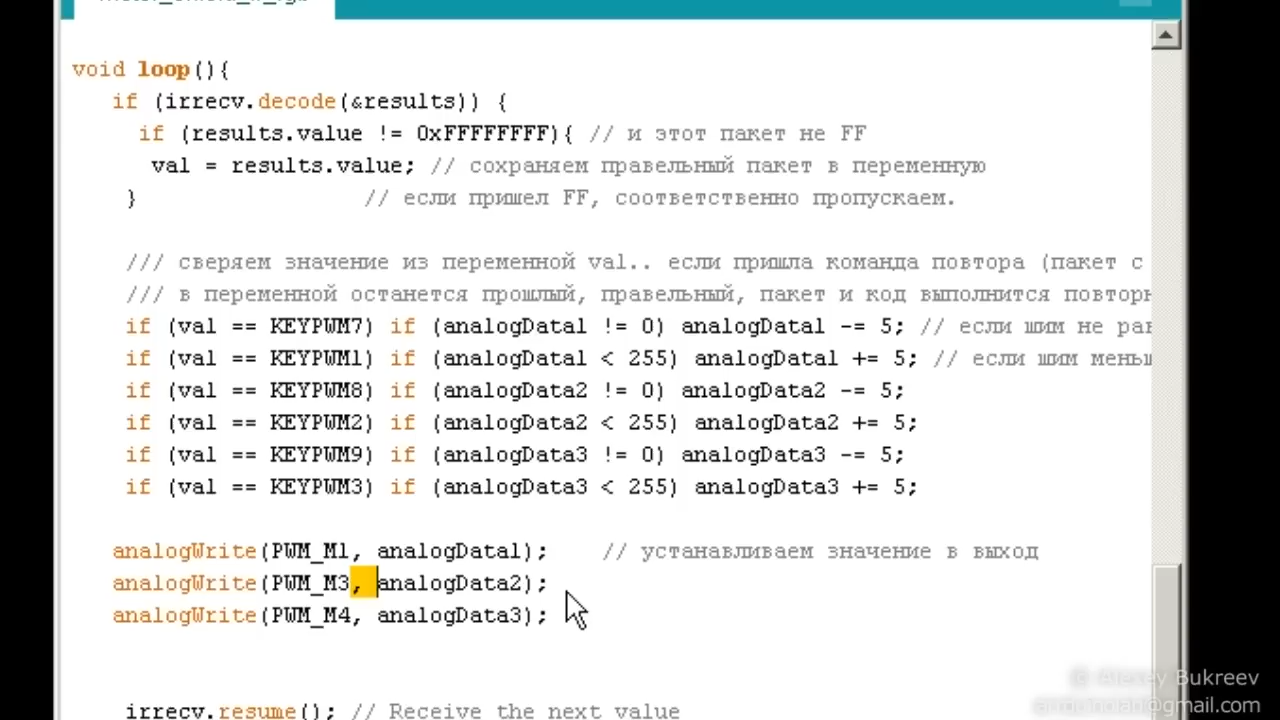 void loop(){
if (irrecv.decode(&results)) {
if (results.value != 0xFFFFFFFF){ // и этот пакет не FF
val = results.value; // сохраняем правельный пакет в переменную
} // если пришел FF, соответственно пропускаем.
/// сверяем значение из переменной val.. если пришла команда повтора (пакет с
/// в переменной останется прошлый, правельный, пакет и код выполнится
if (val == KEYPWM7) if (analogData1 != 0) analogData1 -= 5; // если шим не
if (val == KEYPWM1) if (analogData1 < 255) analogData1 += 5; // если шим
if (val == KEYPWM8) if (analogData2 != 0) analogData2 -= 5;
if (val == KEYPWM2) if (analogData2 < 255) analogData2 += 5;
if (val == KEYPWM9) if (analogData3 != 0) analogData3 -= 5;
if (val == KEYPWM3) if (analogData3 < 255) analogData3 += 5;
analogWrite(PWM_M1, analogData1); // устанавливаем значение в выход
analogWrite(PWM_M3, analogData2);
analogWrite(PWM_M4, analogData3);
irrecv.resume(); // Receive the next value
© Alexey Bukreev